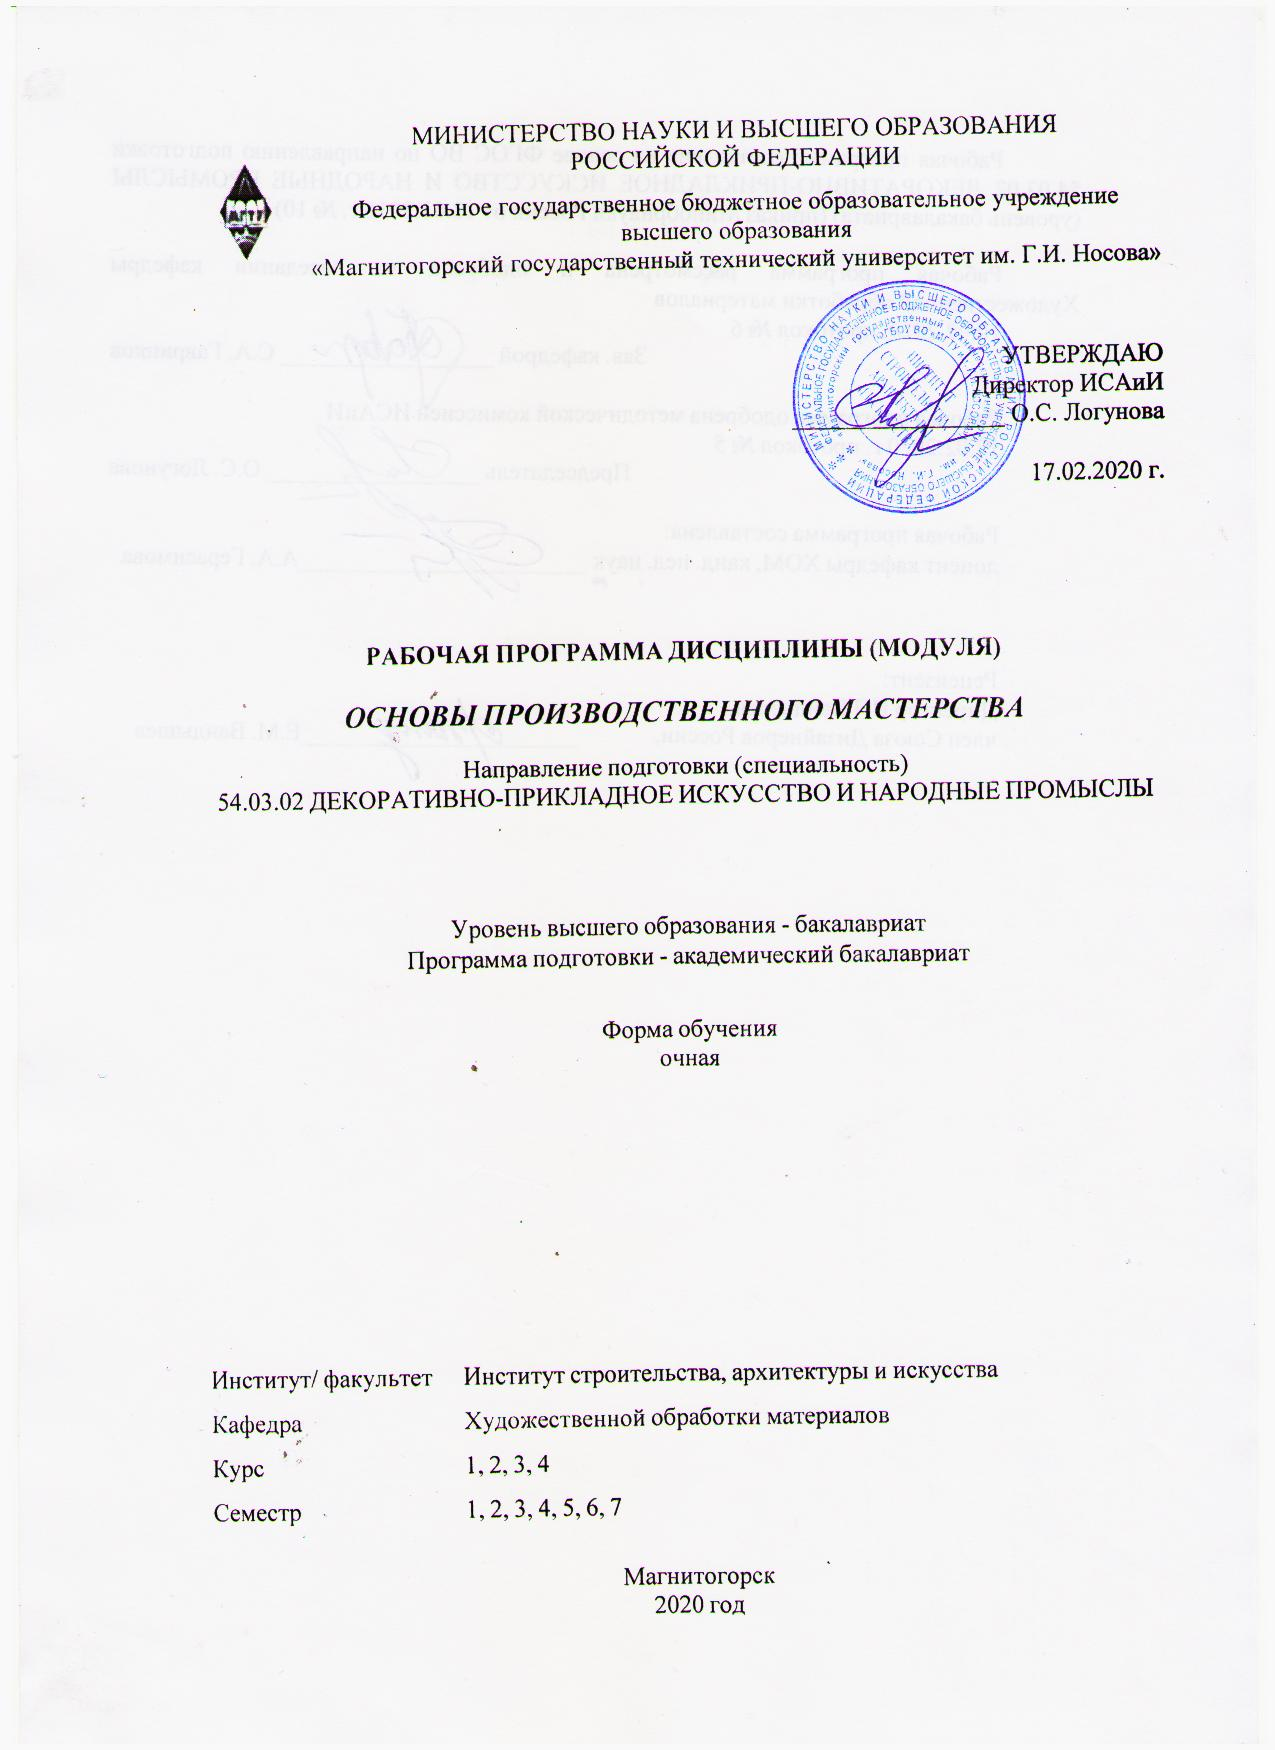 МИНИСТЕРСТВО НАУКИ И ВЫСШЕГО ОБРАЗОВАНИЯ
РОССИЙСКОЙ ФЕДЕРАЦИИ
Федеральное государственное бюджетное образовательное учреждение
высшего образования
«Магнитогорский государственный технический университет им. Г.И. Носова»
УТВЕРЖДАЮ
Директор ИСАиИ
О.С. Логунова
17.02.2020 г.
РАБОЧАЯ ПРОГРАММА ДИСЦИПЛИНЫ (МОДУЛЯ)
ОСНОВЫ ПРОИЗВОДСТВЕННОГО МАСТЕРСТВА
Направление подготовки (специальность)
54.03.02 ДЕКОРАТИВНО-ПРИКЛАДНОЕ ИСКУССТВО И НАРОДНЫЕ ПРОМЫСЛЫ
Уровень высшего образования - бакалавриат
Программа подготовки - академический бакалавриат
Форма обучения
очная
Институт/ факультет Институт строительства, архитектуры и искусства
Кафедра Художественной обработки материалов
Курс 1, 2, 3, 4
Семестр 1, 2, 3, 4, 5, 6, 7
Магнитогорск
2020 год